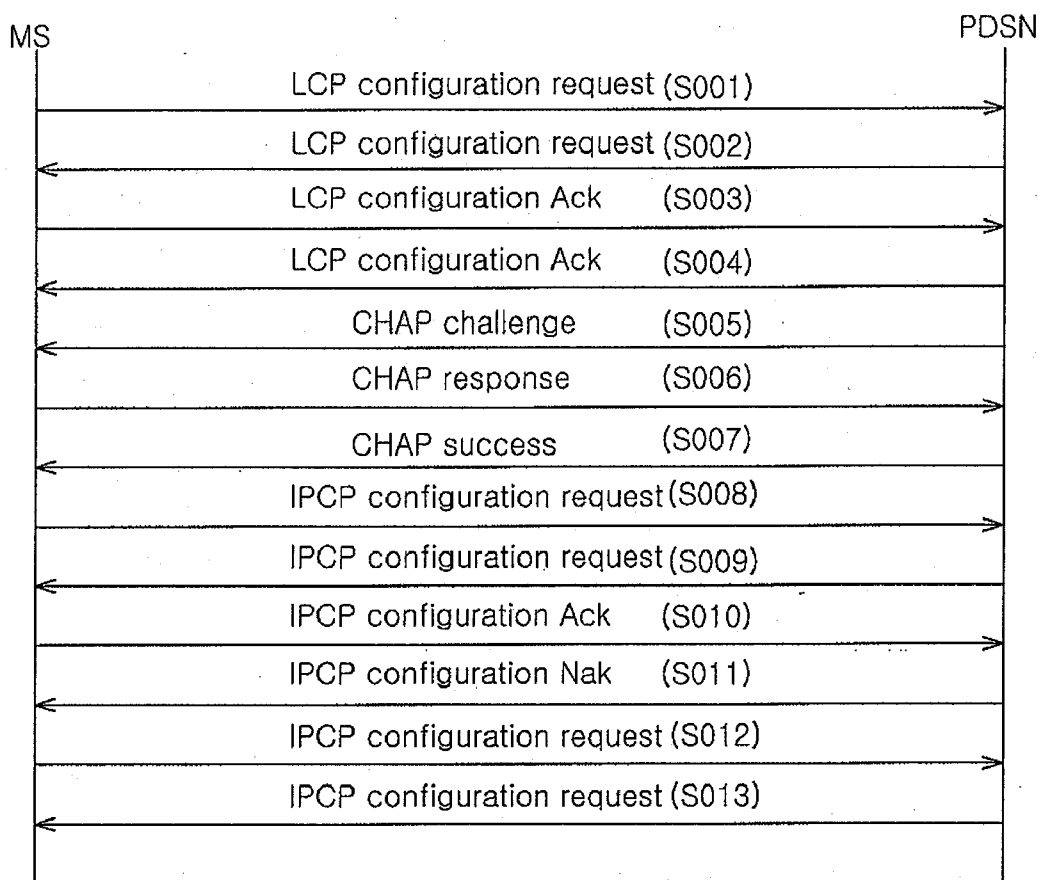 MS PDSN
LCP configuration request (S001)
LCP configuration request (S002)
LCP configuration Ack (S003)
LCP configuration Ack (S004)
CHAP challenge (S005)
CHAP response (S006)
CHAP success (S007)
IPCP configuration request (S008)
IPCP configuration request (S009)
IPCP configuration Ack (S010)
IPCP configuration Nak (S011)
IPCP configuration request (S012)
IPCP configuration request (S013)